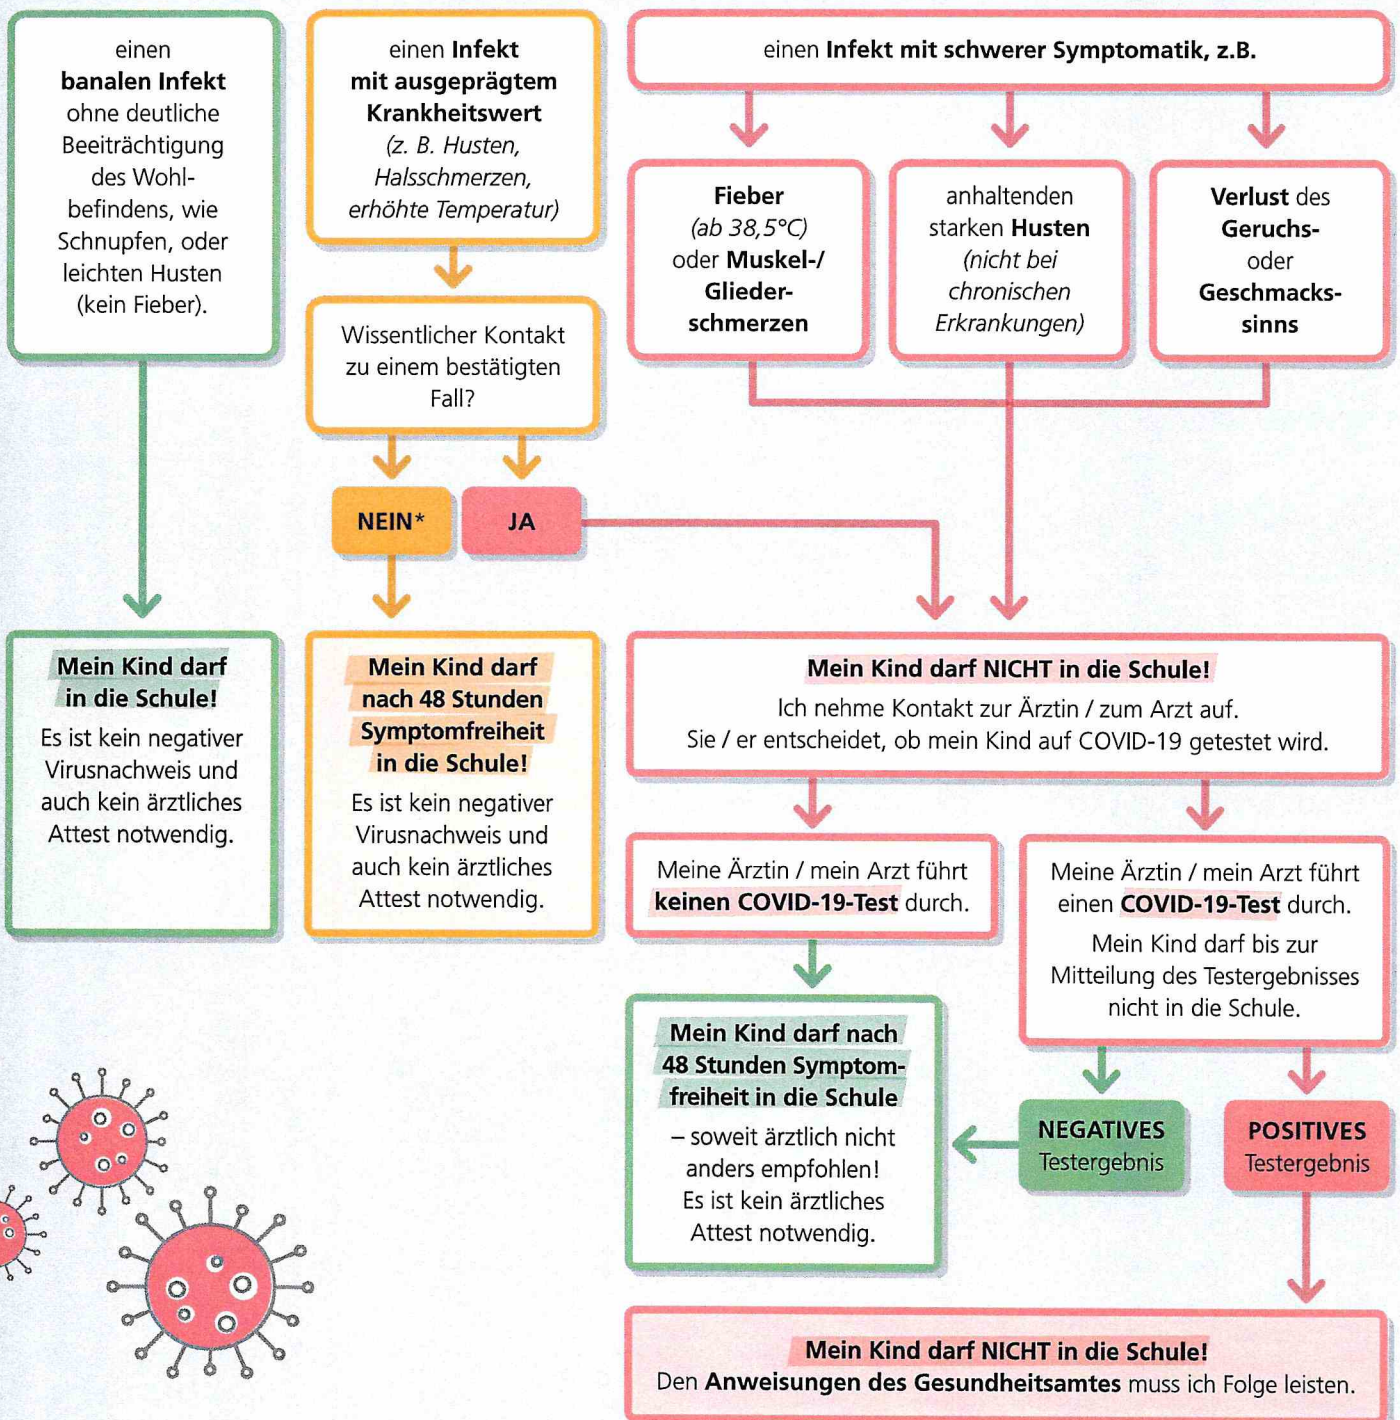 einen
banalen Infekt
ohne deutliche
Beeiträchtigung
des Wohl-
befindens, wie
Schnupfen, oder
leichten Husten
(kein Fieber).
einen Infekt
mit ausgeprägtem
Krankheitswert
(z. B. Husten,
Halsschmerzen,
erhöhte Temperatur)
einen Infekt mit schwerer Symptomatik, z.B.
Fieber
(ab 38,5°C)
oder Muskel-/
Glieder-
schmerzen
anhaltenden
starken Husten
(nicht bei
chronischen
Erkrankungen)
Verlust des
Geruchs-
oder
Geschmacks-
sinns
Wissentlicher Kontakt
zu einem bestätigten
Fall?
NEIN*
JA
Mein Kind darf
in die Schule!
Es ist kein negativer
Virusnachweis und
auch kein ärztliches
Attest notwendig.
Mein Kind darf
nach 48 Stunden
Symptomfreiheit
in die Schule!
Es ist kein negativer
Virusnachweis und
auch kein ärztliches
Attest notwendig.
Mein Kind darf NICHT in die Schule!
Ich nehme Kontakt zur Ärztin / zum Arzt auf.
Sie / er entscheidet, ob mein Kind auf COVID-19 getestet wird.
Meine Ärztin / mein Arzt führt
keinen COVID-19-Test durch.
Meine Ärztin / mein Arzt führt
einen COVID-19-Test durch.
Mein Kind darf bis zur
Mitteilung des Testergebnisses
nicht in die Schule.
Mein Kind darf nach
48 Stunden Symptom-
freiheit in die Schule
– soweit ärztlich nicht
anders empfohlen!
Es ist kein ärztliches
Attest notwendig.
NEGATIVES
Testergebnis
POSITIVES
Testergebnis
Mein Kind darf NICHT in die Schule!
Den Anweisungen des Gesundheitsamtes muss ich Folge leisten.